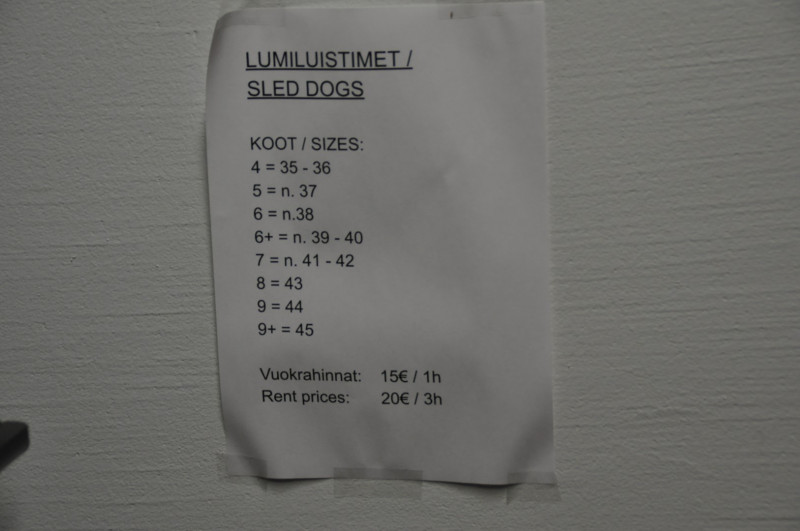 LUMILUISTIMET /
SLED DOGS
KOOT / SIZES:
4 = 35 - 36
5 = n. 37
6 = n.38
6+ = n. 39 - 40
7 = n. 41 - 42
8 = 43
9 = 44
9+ = 45
Vuokrahinnat: 15€ / 1h
Rent prices: 20€ / 3h